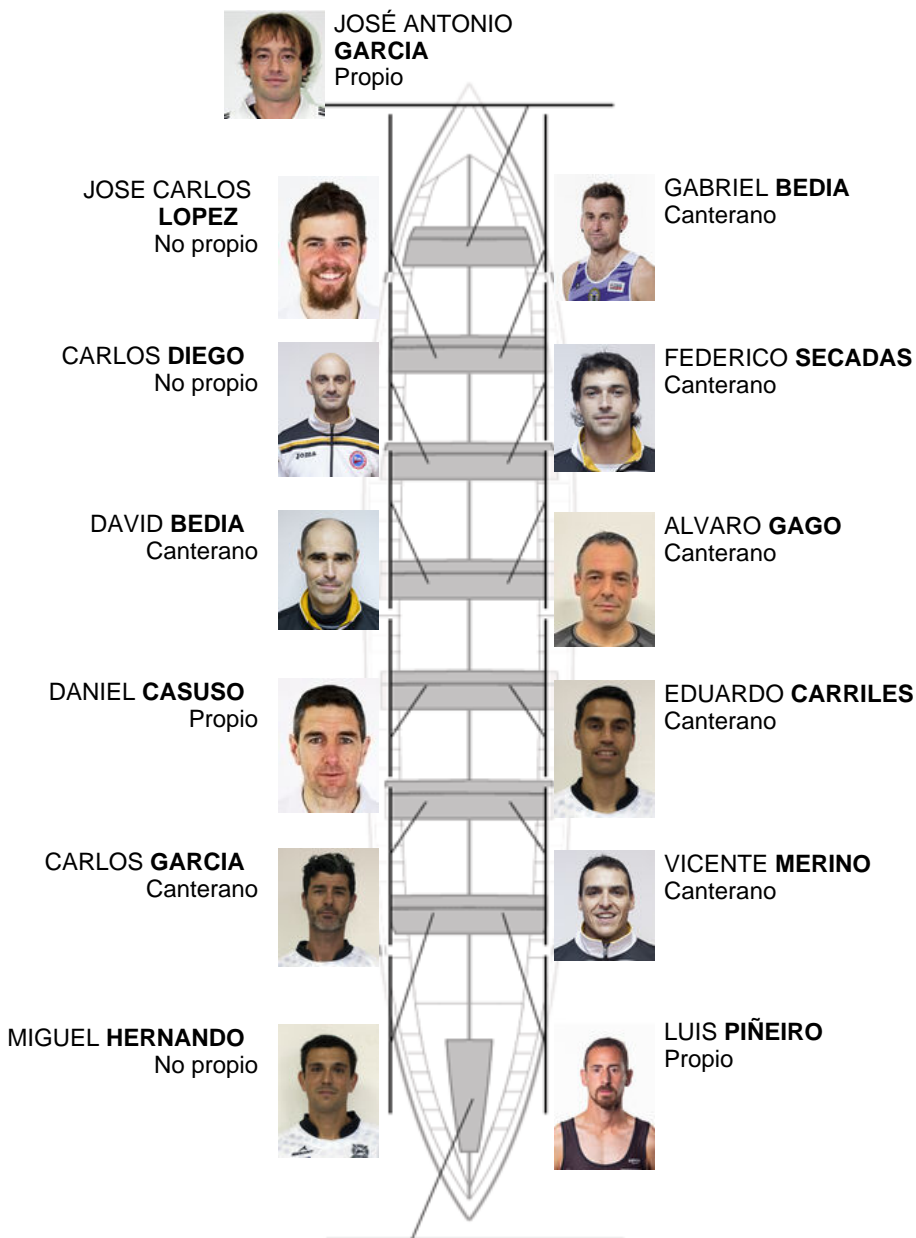 JOSÉ ANTONIO
GARCIA
Propio
JOSE CARLOS
LOPEZ
No propio
GABRIEL BEDIA
Canterano
CARLOS DIEGO
No propio
FEDERICO SECADAS
Canterano
DAVID BEDIA
Canterano
ALVARO GAGO
Canterano
DANIEL CASUSO
Propio
EDUARDO CARRILES
Canterano
CARLOS GARCIA
Canterano
VICENTE MERINO
Canterano
MIGUEL HERNANDO
No propio
LUIS PIÑEIRO
Propio